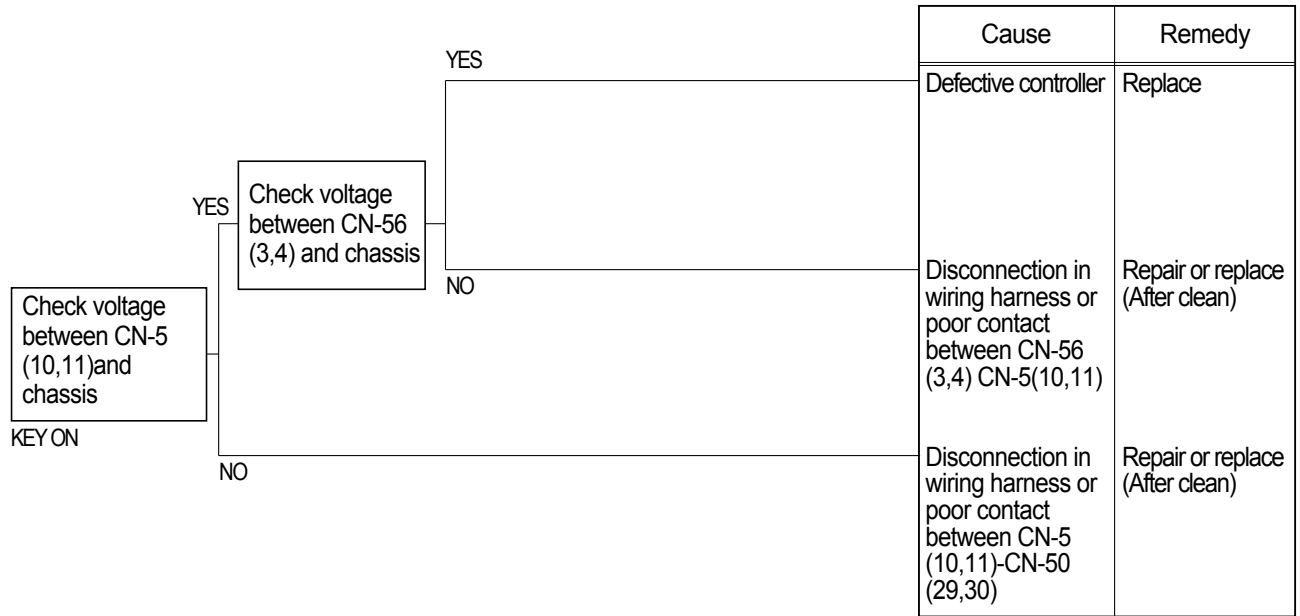 Cause
Remedy
YES
Defective controller
Replace
YES
Check voltage
between CN-56
(3,4) and chassis
NO
Disconnection in
wiring harness or
poor contact
between CN-56
(3,4) CN-5(10,11)
Repair or replace
(After clean)
Check voltage
between CN-5
(10,11)and
chassis
KEY ON
NO
Disconnection in
wiring harness or
poor contact
between CN-5
(10,11)-CN-50
(29,30)
Repair or replace
(After clean)